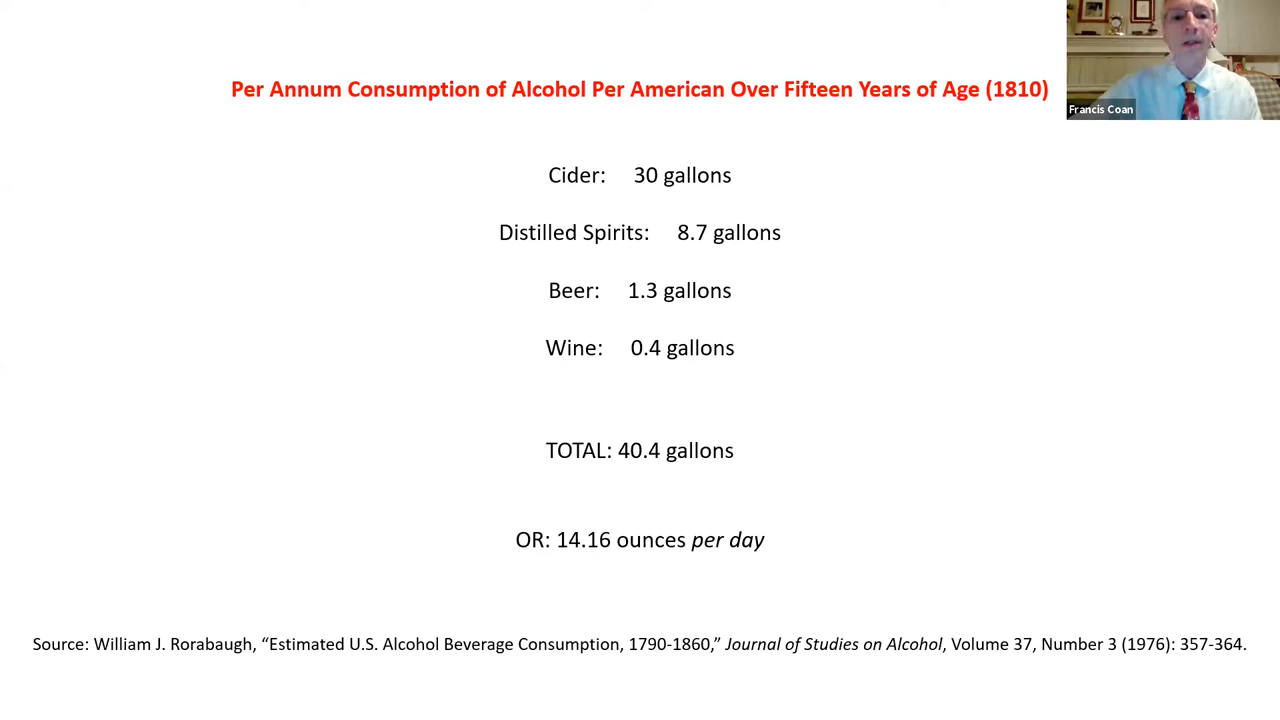 Per Annum Consumption of Alcohol Per American Over Fifteen Years of Age (1810)
Francis Coan
Cider: 30 gallons
Distilled Spirits: 8.7 gallons
Beer: 1.3 gallons
Wine: 0.4 gallons
TOTAL: 40.4 gallons
OR: 14.16 ounces per day
Source: William J. Rorabaugh, “Estimated U.S. Alcohol Beverage Consumption, 1790-1860,” Journal of Studies on Alcohol, Volume 37, Number 3 (1976): 357-364.